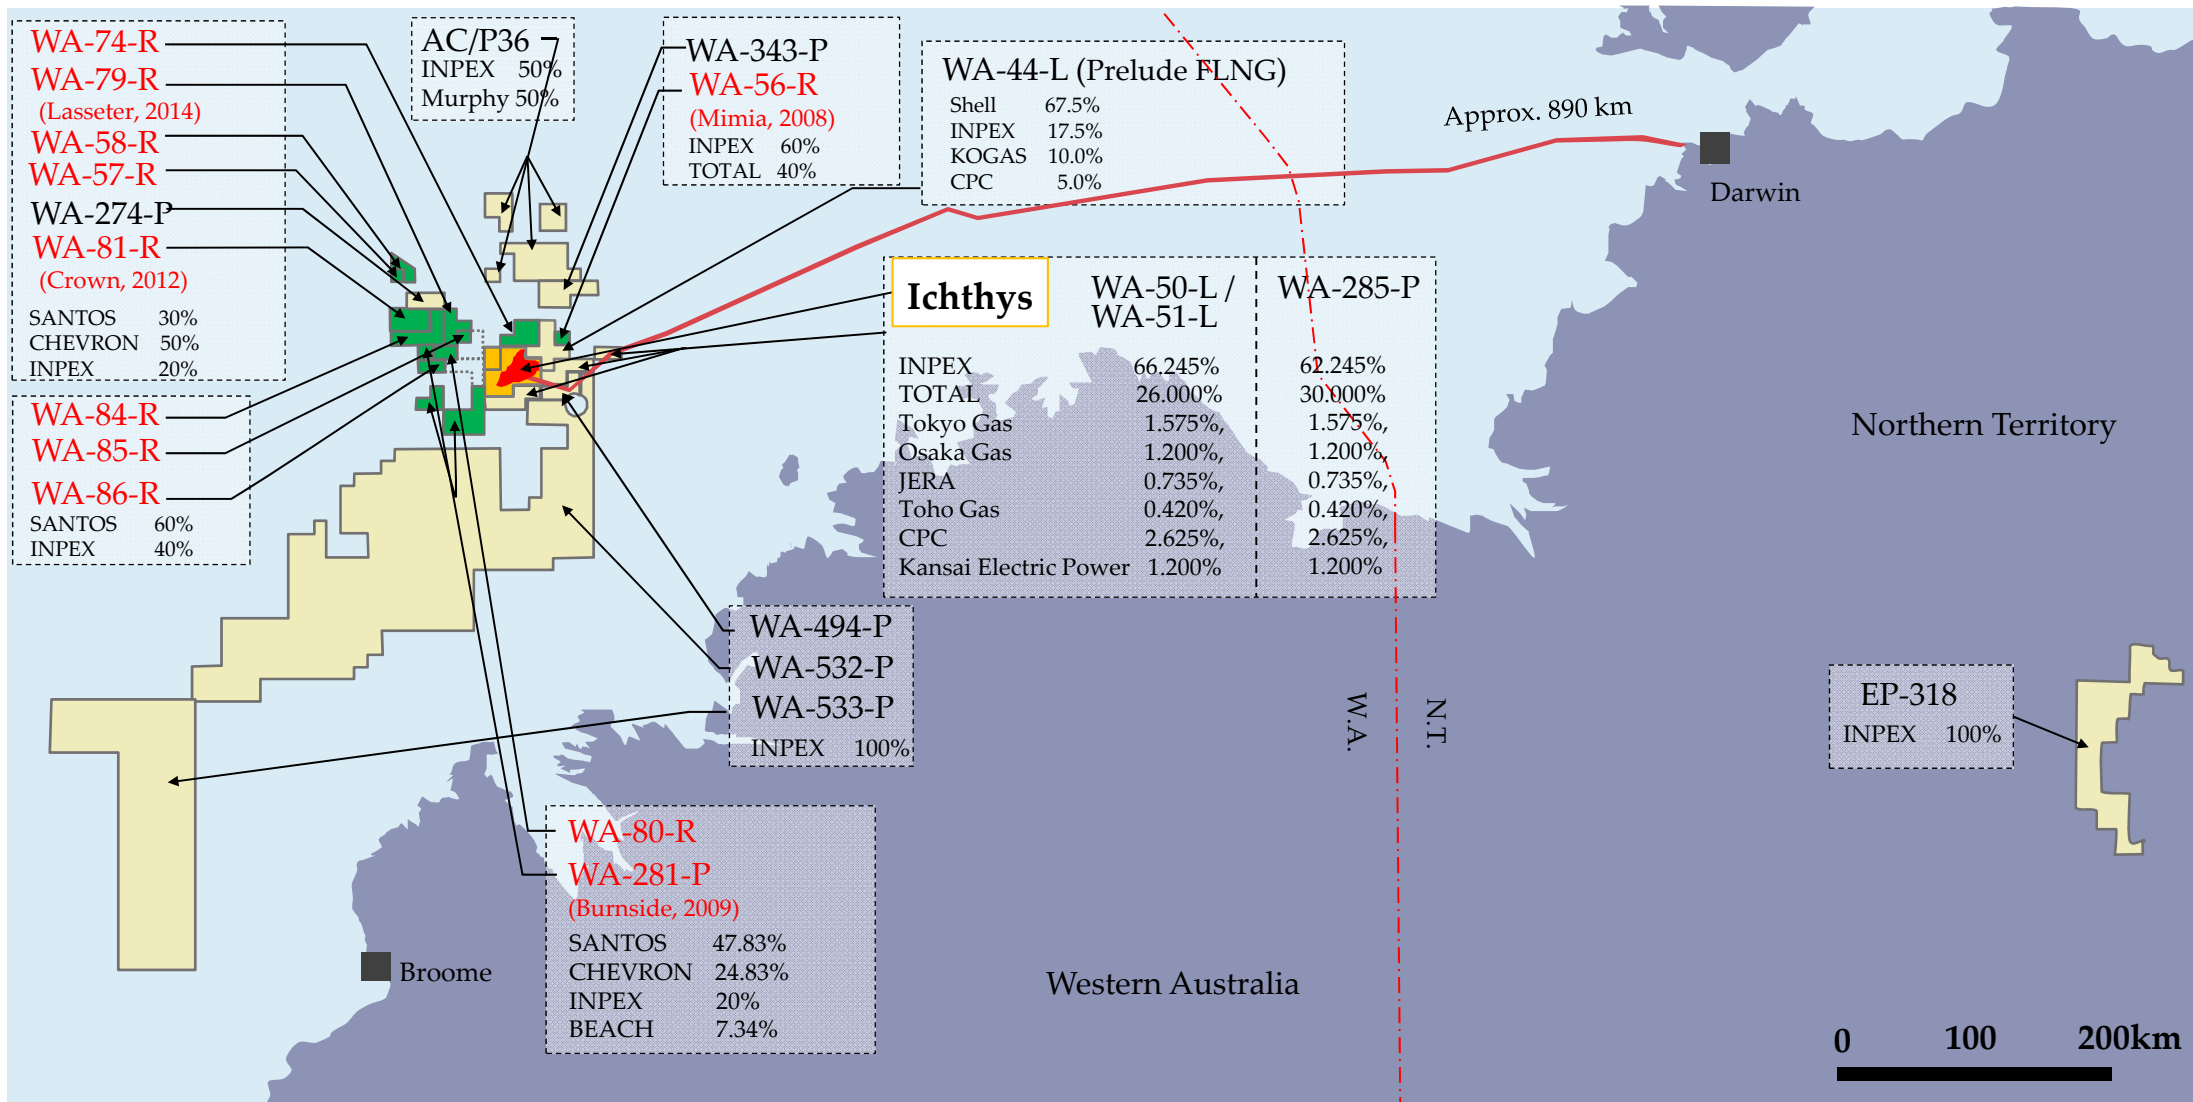 WA-74-R
WA-79-R
(Lasseter, 2014)
WA-58-R
WA-57-R
WA-274-P
WA-81-R
(Crown, 2012)
SANTOS 30%
CHEVRON 50%
INPEX 20%
WA-84-R
WA-85-R
WA-86-R
SANTOS 60%
INPEX 40%
AC/P36
INPEX 50%
Murphy 50%
WA-343-P
WA-56-R
(Mimia, 2008)
INPEX 60%
TOTAL 40%
WA-44-L (Prelude FLNG)
Shell 67.5%
INPEX 17.5%
KOGAS 10.0%
CPC 5.0%
Approx. 890 km
Darwin
Ichthys
WA-50-L / WA-285-P
WA-51-L
INPEX 66.245% 62.245%
TOTAL 26.000% 30.000%
Tokyo Gas 1.575%, 1.575%,
Osaka Gas 1.200%, 1.200%,
JERA 0.735%, 0.735%,
Toho Gas 0.420%, 0.420%,
CPC 2.625%, 2.625%,
Kansai Electric Power 1.200% 1.200%
Northern Territory
WA-494-P
WA-532-P
WA-533-P
INPEX 100%
W.A.
N.T.
EP-318
INPEX 100%
WA-80-R
WA-281-P
(Burnside, 2009)
SANTOS 47.83%
CHEVRON 24.83%
INPEX 20%
BEACH 7.34%
Broome
Western Australia
0 100 200km